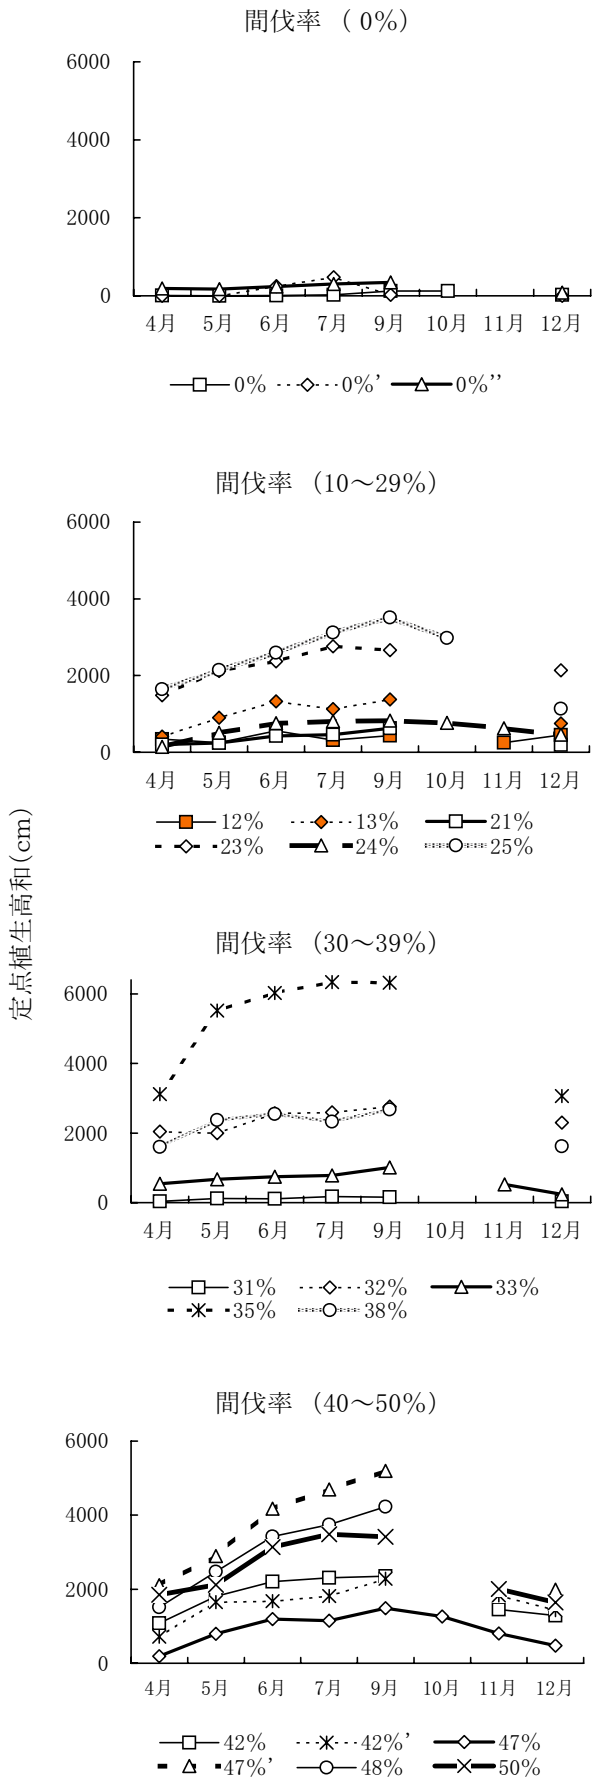 間伐率 （ 0%）
6000
4000
2000
0
4月 5月 6月 7月 9月 10月 11月 12月
0% 0%’ 0%’’
間伐率 （10～29%）
6000
4000
2000
0
4月 5月 6月 7月 9月 10月 11月 12月
12% 13% 21%
23% 24% 25%
定点植生高和(cm)
間伐率 （30～39%）
6000
4000
2000
0
4月 5月 6月 7月 9月 10月 11月 12月
31% 32% 33%
35% 38%
間伐率 （40～50%）
6000
4000
2000
0
4月 5月 6月 7月 9月 10月 11月 12月
42% 42%’ 47%
47%’ 48% 50%